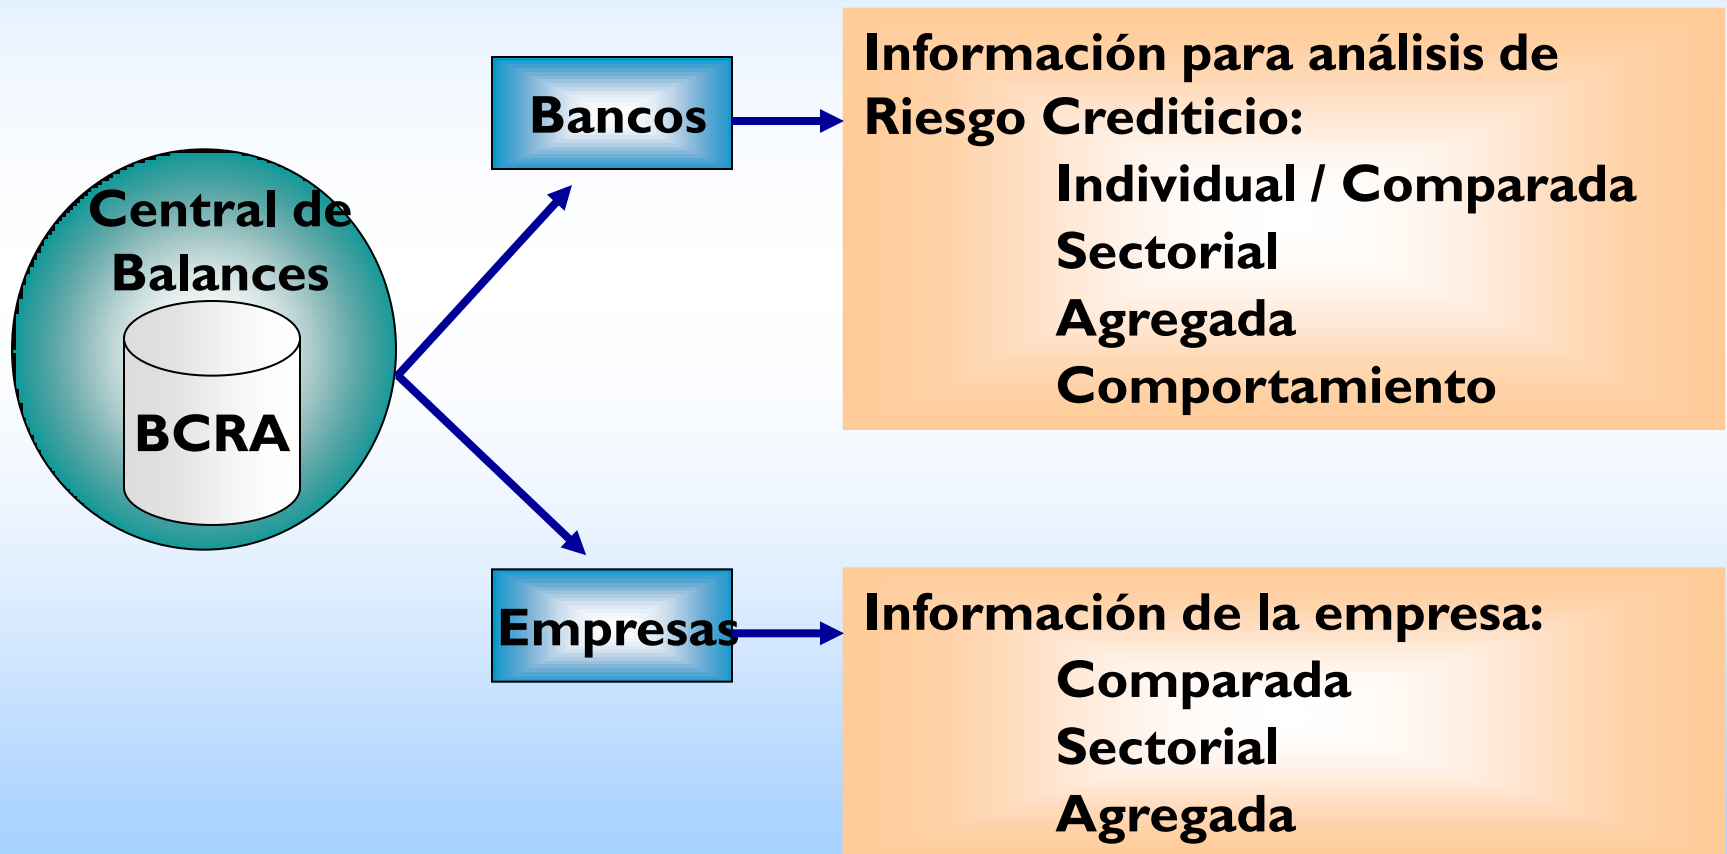 Central de
Balances
BCRA
Bancos
Información para análisis de
Riesgo Crediticio:
Individual / Comparada
Sectorial
Agregada
Comportamiento
Empresas
Información de la empresa:
Comparada
Sectorial
Agregada